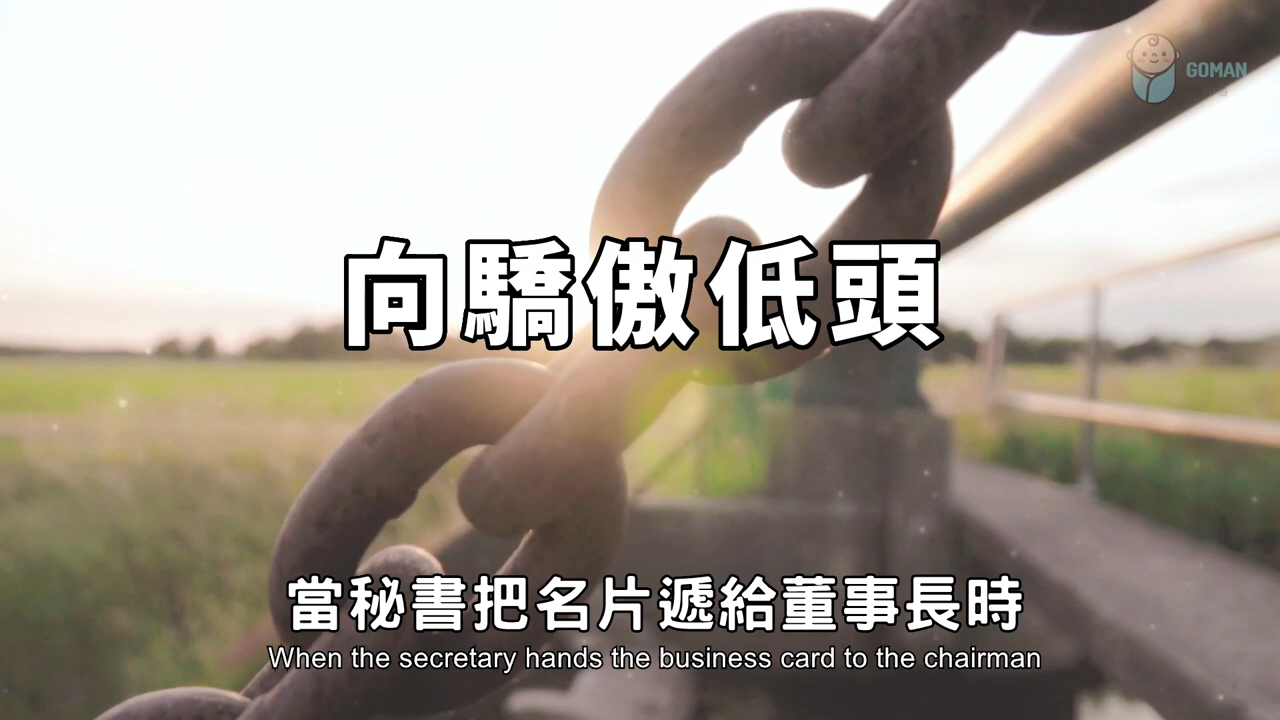 GOMAN
向驕傲低頭
當秘書把名片遞給董事長時
When the secretary hands the business card to the chairman